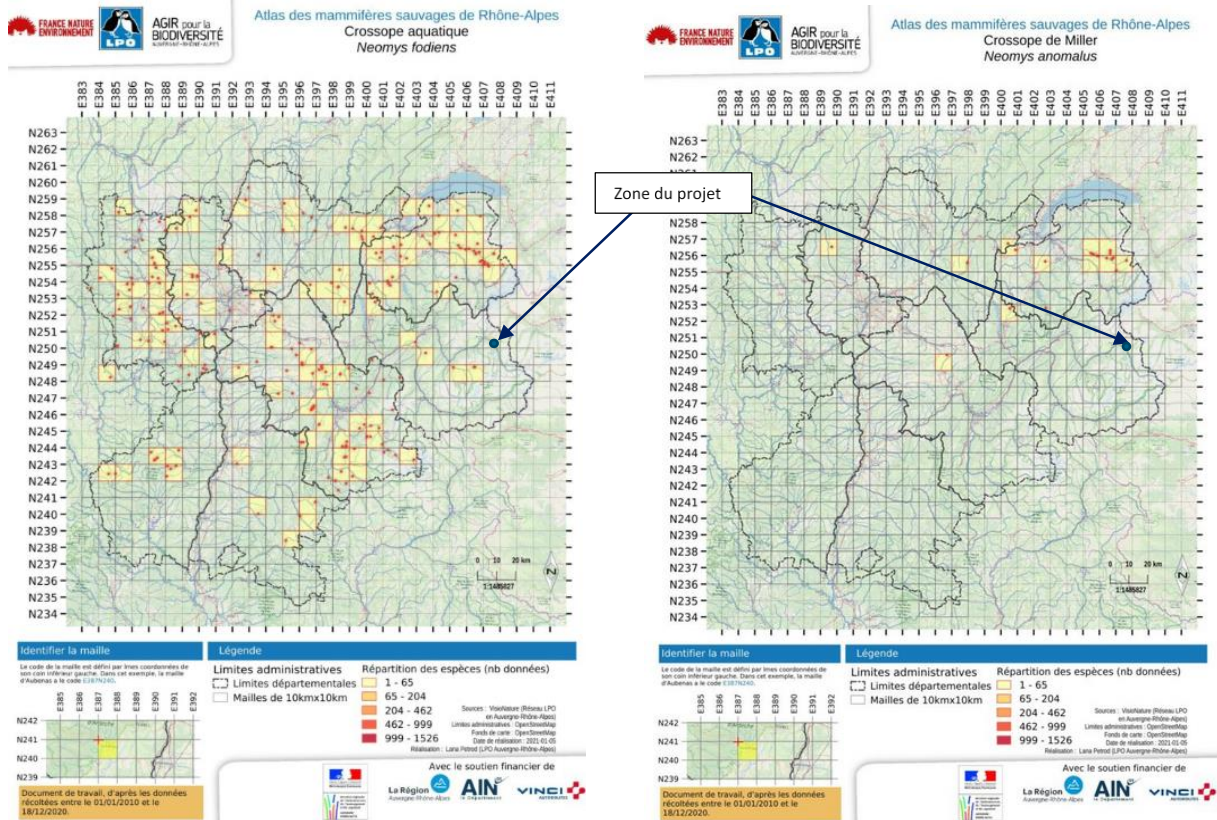 FRANCE NATURE
ENVIRONNEMENT
LPO
AGIR pour la
BIODIVERSITÉ
AUVERGNE-RHÔNE-ALPES
Atlas des mammifères sauvages de Rhône-Alpes
Crossope aquatique
Neomys fodiens
E383 E384 E385 E386 E387 E388 E389 E390 E391 E392 E393 E394 E395 E396 E397 E398 E399 E400 E401 E402 E403 E404 E405 E406 E407 E408 E409 E410 E411
N263
N262
N261
N260
N259
N258
N257
N256
N255
N254
N253
N252
N251
N250
N249
N248
N247
N246
N245
N244
N243
N242
N241
N240
N239
N238
N237
N236
N235
N234
0 10 20 km
1:1485827
N
Identifier la maille
Le code de la maille est défini par lmes coordonnées de
son coin inférieur gauche. Dans cet exemple, la maille
d'Aubenas a le code E387N240.
E385 E386 E387 E388 E389 E390 E391 E392
N242
N241
N240
N239
Document de travail, d'après les données
récoltées entre le 01/01/2010 et le
18/12/2020.
Légende
Limites administratives
Limites départementales
Mailles de 10kmx10km
Répartition des espèces (nb données)
1 - 65
65 - 204
204 - 462
462 - 999
999 - 1526
Sources : VisioNature (Réseau LPO
en Auvergne-Rhône-Alpes)
Limites administratives : OpenStreetMap
Fonds de carte : OpenStreetMap
Date de réalisation : 2021-01-05
Réalisation : Lana Petrod (LPO Auvergne-Rhône-Alpes)
Avec le soutien financier de
La Région
Auvergne-Rhône-Alpes
AIN
le Département
VINCI
AUTOROUTES
Zone du projet
FRANCE NATURE
ENVIRONNEMENT
LPO
AGIR pour la
BIODIVERSITÉ
AUVERGNE-RHÔNE-ALPES
Atlas des mammifères sauvages de Rhône-Alpes
Crossope de Miller
Neomys anomalus
E383 E384 E385 E386 E387 E388 E389 E390 E391 E392 E393 E394 E395 E396 E397 E398 E399 E400 E401 E402 E403 E404 E405 E406 E407 E408 E409 E410 E411
N263
N262
N258
N257
N256
N255
N254
N253
N252
N251
N250
N249
N248
N247
N246
N245
N244
N243
N242
N241
N240
N239
N238
N237
N236
N235
N234
0 10 20 km
1:1485827
N
Identifier la maille
Le code de la maille est défini par lmes coordonnées de
son coin inférieur gauche. Dans cet exemple, la maille
d'Aubenas a le code E387N240.
E385 E386 E387 E388 E389 E390 E391 E392
N242
N241
N240
N239
Document de travail, d'après les données
récoltées entre le 01/01/2010 et le
18/12/2020.
Légende
Limites administratives
Limites départementales
Mailles de 10kmx10km
Répartition des espèces (nb données)
1 - 65
65 - 204
204 - 462
462 - 999
999 - 1526
Sources : VisioNature (Réseau LPO
en Auvergne-Rhône-Alpes)
Limites administratives : OpenStreetMap
Fonds de carte : OpenStreetMap
Date de réalisation : 2021-01-05
Réalisation : Lana Petrod (LPO Auvergne-Rhône-Alpes)
Avec le soutien financier de
La Région
Auvergne-Rhône-Alpes
AIN
le Département
VINCI
AUTOROUTES